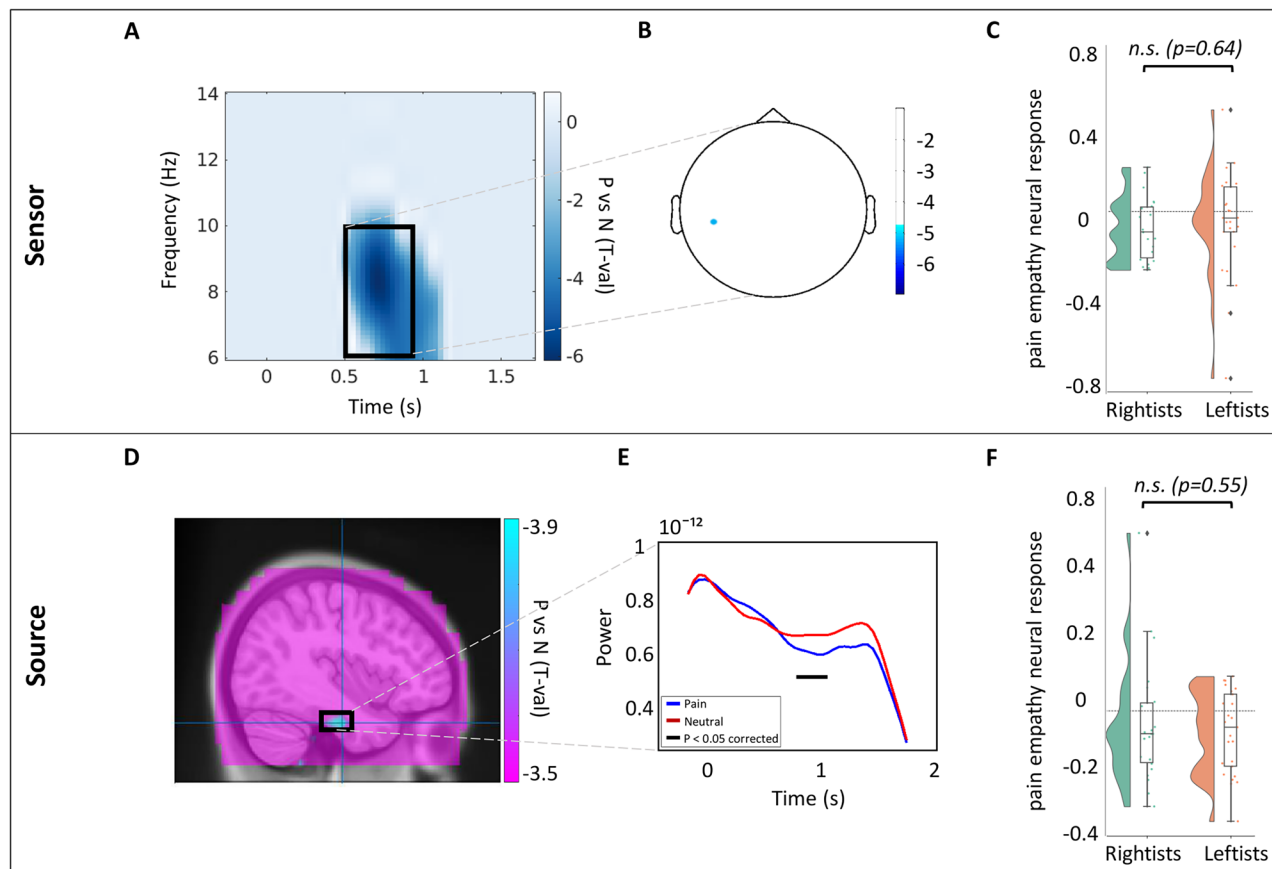 Sensor
A
14
12
10
8
6
Frequency (Hz)
0
0.5
1
1.5
Time (s)
0
-2
-4
-6
P vs N (T-val)
B
-2
-3
-4
-5
-6
C
n.s. (p=0.64)
0.8
0.4
0
-0.4
-0.8
pain empathy neural response
Rightists Leftists
Source
D
-3.9
-3.5
P vs N (T-val)
E
10⁻¹²
1
0.8
0.6
0.4
Power
Pain
Neutral
P < 0.05 corrected
0
1
2
Time (s)
F
n.s. (p=0.55)
0.8
0.4
0.2
0
-0.2
-0.4
pain empathy neural response
Rightists Leftists